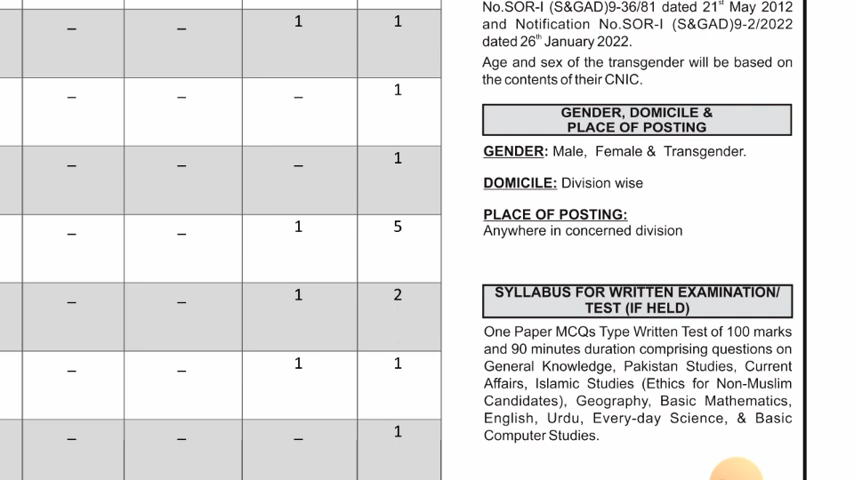 – – 1 1
– – – 1
– – – 1
– – 1 5
– – 1 2
– – 1 1
– – – 1
No.SOR-I (S&GAD)9-36/81 dated 21st May 2012
and Notification No.SOR-I (S&GAD)9-2/2022
dated 26th January 2022.
Age and sex of the transgender will be based on
the contents of their CNIC.
GENDER, DOMICILE &
PLACE OF POSTING
GENDER: Male, Female & Transgender.
DOMICILE: Division wise
PLACE OF POSTING:
Anywhere in concerned division
SYLLABUS FOR WRITTEN EXAMINATION/
TEST (IF HELD)
One Paper MCQs Type Written Test of 100 marks
and 90 minutes duration comprising questions on
General Knowledge, Pakistan Studies, Current
Affairs, Islamic Studies (Ethics for Non-Muslim
Candidates), Geography, Basic Mathematics,
English, Urdu, Every-day Science, & Basic
Computer Studies.